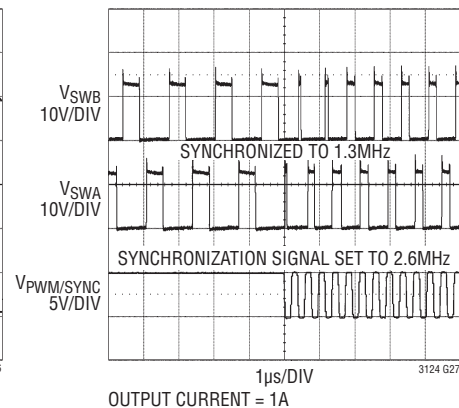 VSWB
10V/DIV
SYNCHRONIZED TO 1.3MHz
VSWA
10V/DIV
SYNCHRONIZATION SIGNAL SET TO 2.6MHz
VPWM/SYNC
5V/DIV
1µs/DIV
3124 G27
OUTPUT CURRENT = 1A